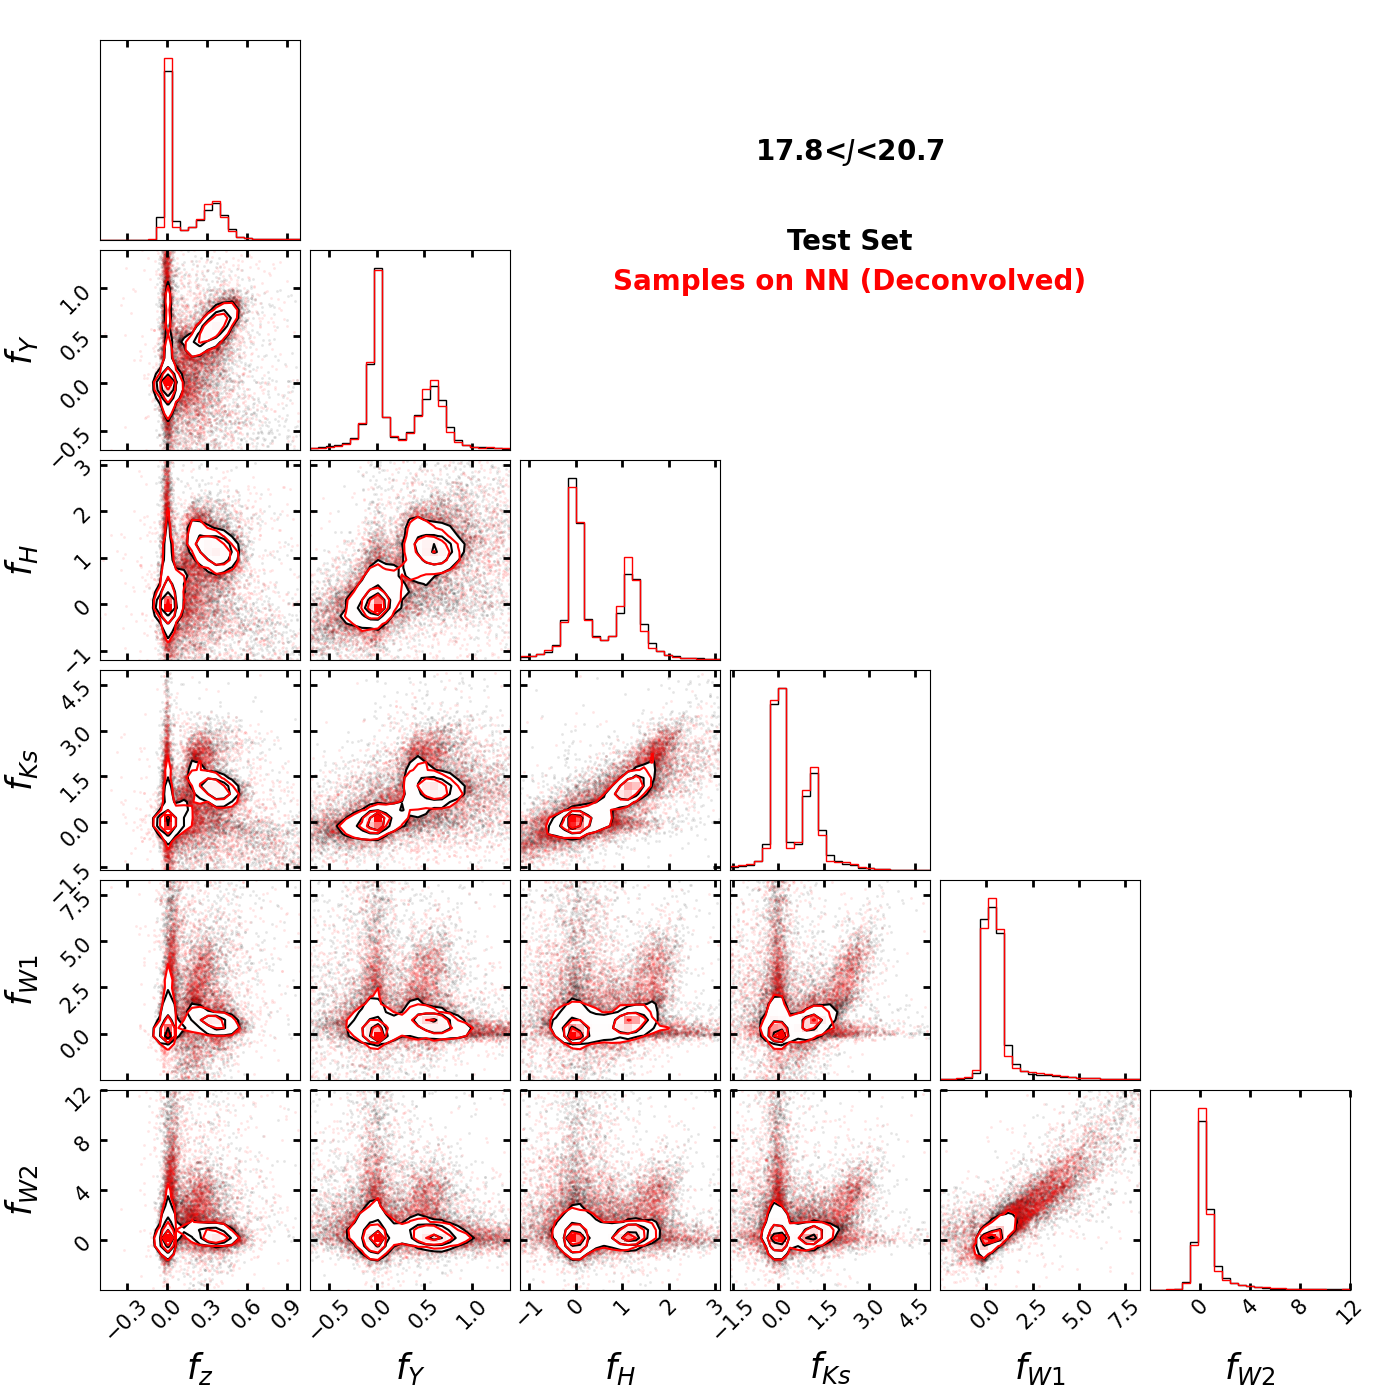 17.8<J<20.7
Test Set
Samples on NN (Deconvolved)
f_Y
1.0
0.5
0.0
−0.5
f_H
3
2
1
0
−1
f_Ks
4.5
3.0
1.5
0.0
−1.5
f_W1
7.5
5.0
2.5
0.0
f_W2
12
8
4
0
−0.3 0.0 0.3 0.6 0.9 −0.5 0.0 0.5 1.0 −1 0 1 2 3 −1.5 0.0 1.5 3.0 4.5 0.0 2.5 5.0 7.5 0 4 8 12
f_z f_Y f_H f_Ks f_W1 f_W2